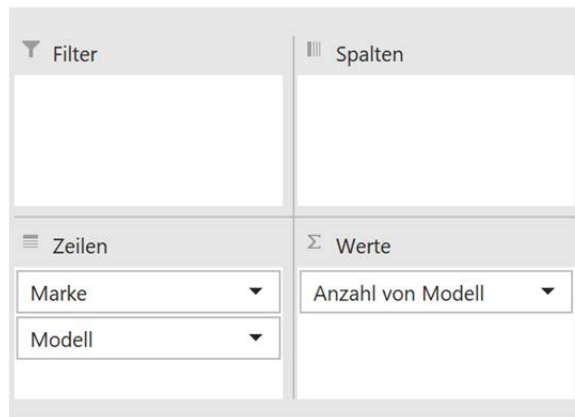 Filter
Spalten
Zeilen
Σ Werte
Marke
Anzahl von Modell
Modell